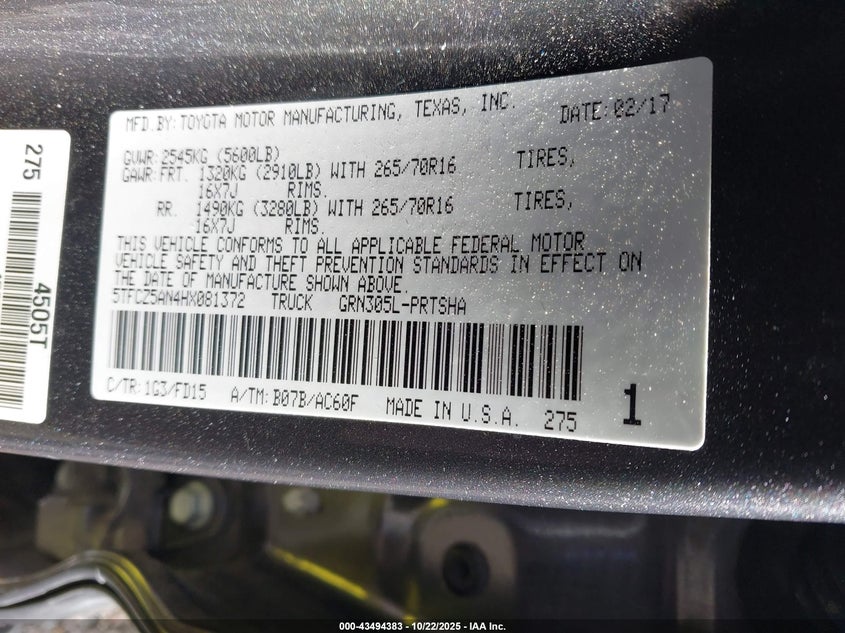 MFD.BY:TOYOTA MOTOR MANUFACTURING, TEXAS, INC. DATE:02/17
GVWR:2545KG (5600LB)
GAWR:FRT. 1320KG (2910LB) WITH 265/70R16 TIRES,
16X7J RIMS.
RR. 1490KG (3280LB) WITH 265/70R16 TIRES,
16X7J RIMS.
THIS VEHICLE CONFORMS TO ALL APPLICABLE FEDERAL MOTOR
VEHICLE SAFETY AND THEFT PREVENTION STANDARDS IN EFFECT ON
THE DATE OF MANUFACTURE SHOWN ABOVE.
5TFCZ5AN4HX081372 TRUCK GRN305L-PRTSHA
C/TR:1G3/FD15 A/TM:B07B/AC60F MADE IN U.S.A. 275
1
275
4505T
000-43494383 - 10/22/2025 - IAA Inc.